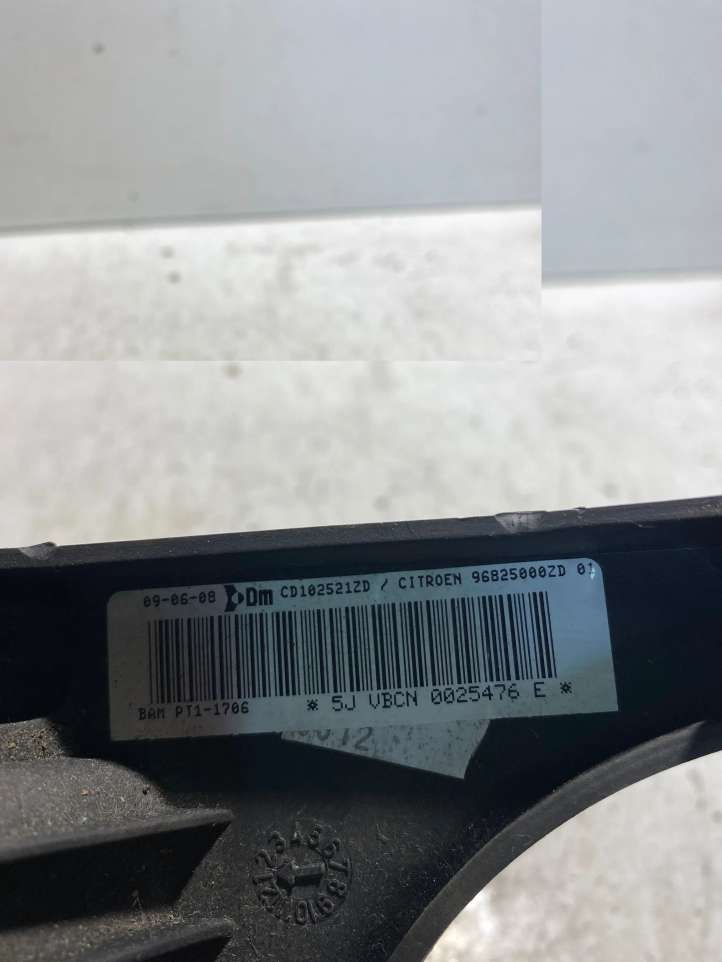 09-06-08 Dm CD102521ZD / CITROEN 96825000ZD 01
BAM PT1-1706 * 5J VBCN 0025476 E *